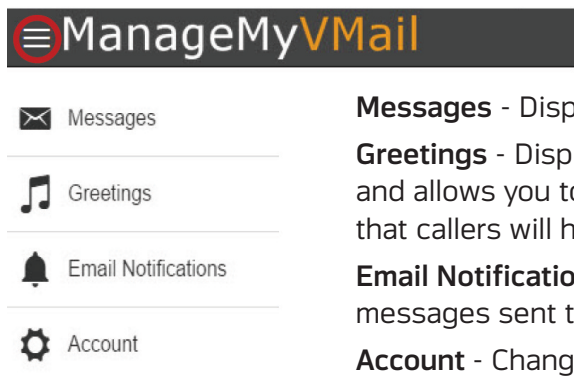 ManageMyVMail
Messages
Greetings
Email Notifications
Account
Messages - Disp
Greetings - Disp
and allows you to
that callers will h
Email Notificatio
messages sent t
Account - Chang